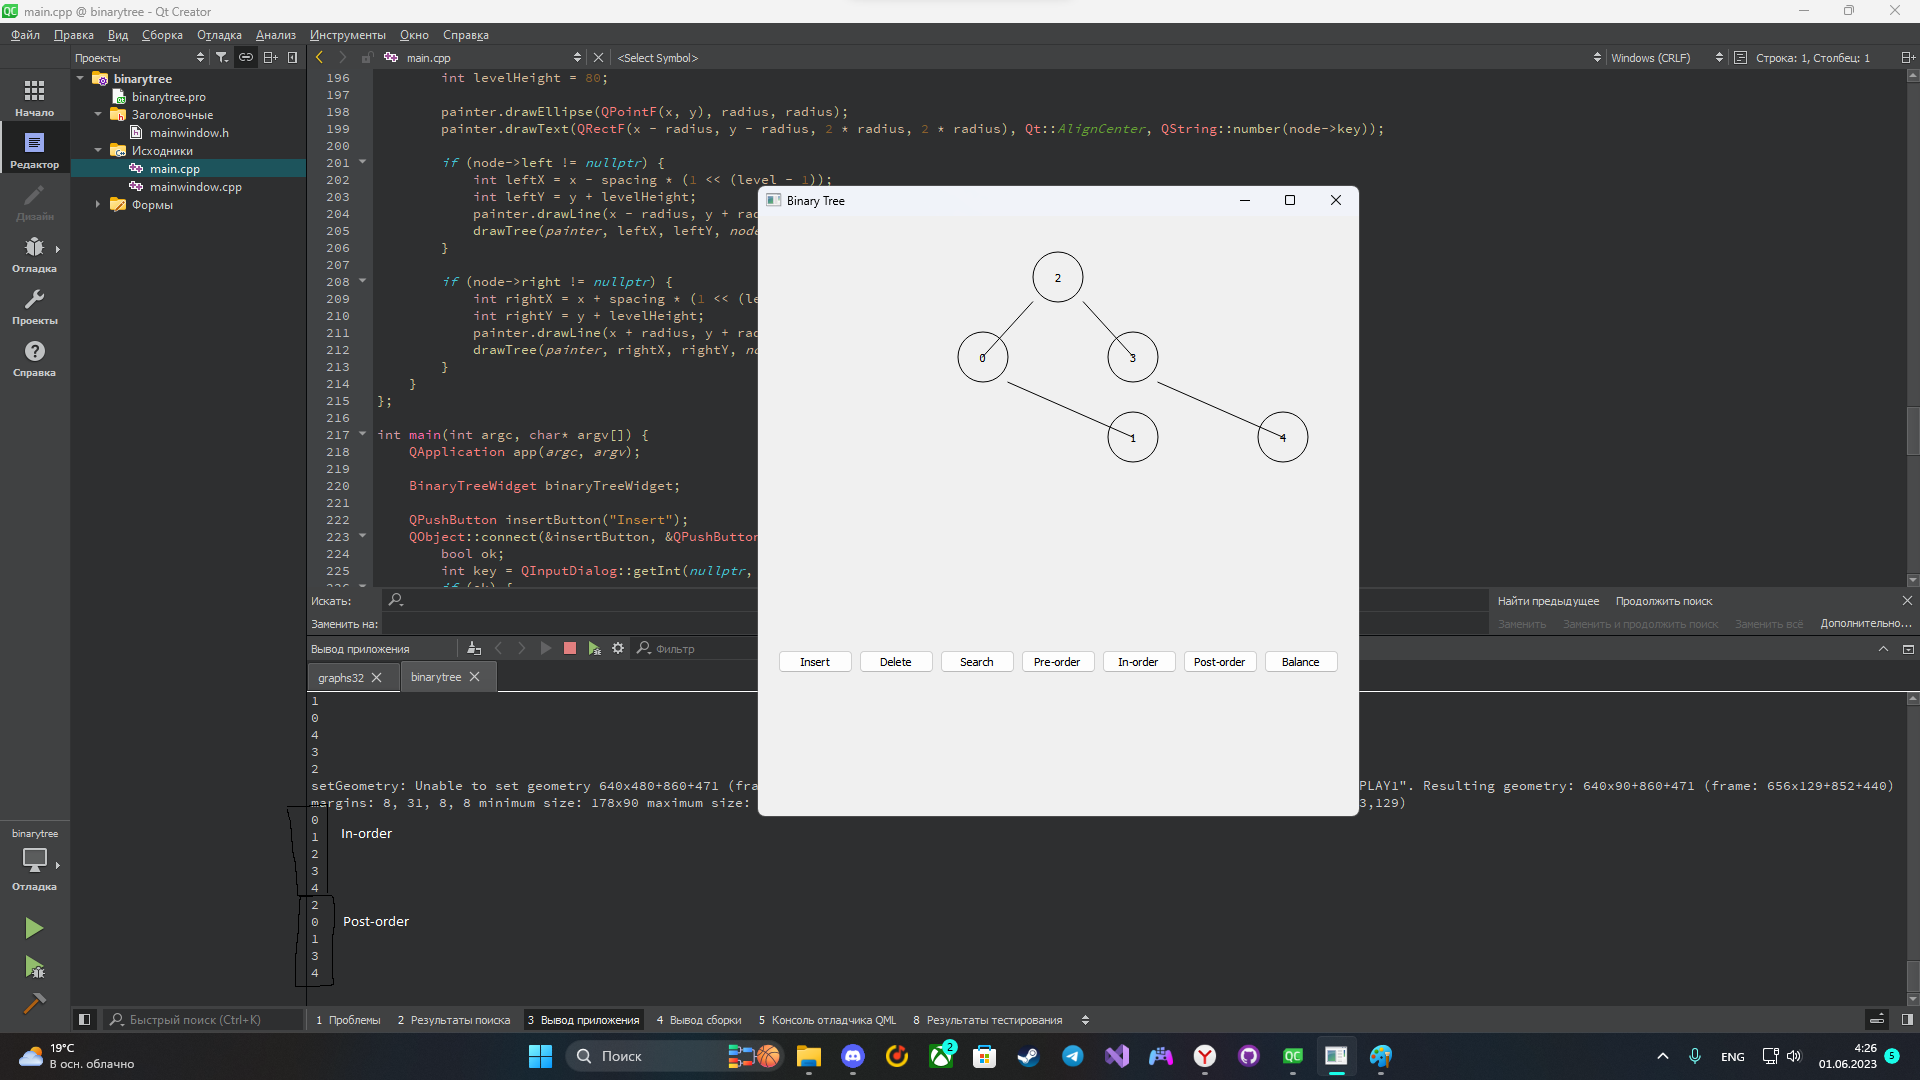 main.cpp @ binarytree - Qt Creator
Файл Правка Вид Сборка Отладка Анализ Инструменты Окно Справка
Проекты
main.cpp
<Select Symbol>
Windows (CRLF)
Строка: 1, Столбец: 1
Начало
Редактор
Дизайн
Отладка
Проекты
Справка
binarytree
Отладка
binarytree
binarytree.pro
Заголовочные
mainwindow.h
Исходники
main.cpp
mainwindow.cpp
Формы
196 int levelHeight = 80;
197
198 painter.drawEllipse(QPointF(x, y), radius, radius);
199 painter.drawText(QRectF(x - radius, y - radius, 2 * radius, 2 * radius), Qt::AlignCenter, QString::number(node->key));
200
201 if (node->left != nullptr) {
202 int leftX = x - spacing * (1 << (level - 1));
203 int leftY = y + levelHeight;
204 painter.drawLine(x - radius, y + rad
205 drawTree(painter, leftX, leftY, node
206 }
207
208 if (node->right != nullptr) {
209 int rightX = x + spacing * (1 << (le
210 int rightY = y + levelHeight;
211 painter.drawLine(x + radius, y + rad
212 drawTree(painter, rightX, rightY, no
213 }
214 }
215 };
216
217 int main(int argc, char* argv[]) {
218 QApplication app(argc, argv);
219
220 BinaryTreeWidget binaryTreeWidget;
221
222 QPushButton insertButton("Insert");
223 QObject::connect(&insertButton, &QPushButton
224 bool ok;
225 int key = QInputDialog::getInt(nullptr,
Binary Tree
2
0
3
1
4
Insert Delete Search Pre-order In-order Post-order Balance
Искать:
Найти предыдущее Продолжить поиск
Заменить на:
Заменить Заменить и продолжить поиск Заменить всё Дополнительно...
Вывод приложения
Фильтр
graphs32
binarytree
1
0
4
3
2
setGeometry: Unable to set geometry 640x480+860+471 (fra
PLAY1". Resulting geometry: 640x90+860+471 (frame: 656x129+852+440)
margins: 8, 31, 8, 8 minimum size: 178x90 maximum size:
3,129)
0
1
2
3
4
In-order
2
0
1
3
4
Post-order
Быстрый поиск (Ctrl+K)
1 Проблемы 2 Результаты поиска 3 Вывод приложения 4 Вывод сборки 5 Консоль отладчика QML 8 Результаты тестирования
19°C
В осн. облачно
Поиск
2
ENG
4:26
01.06.2023
5